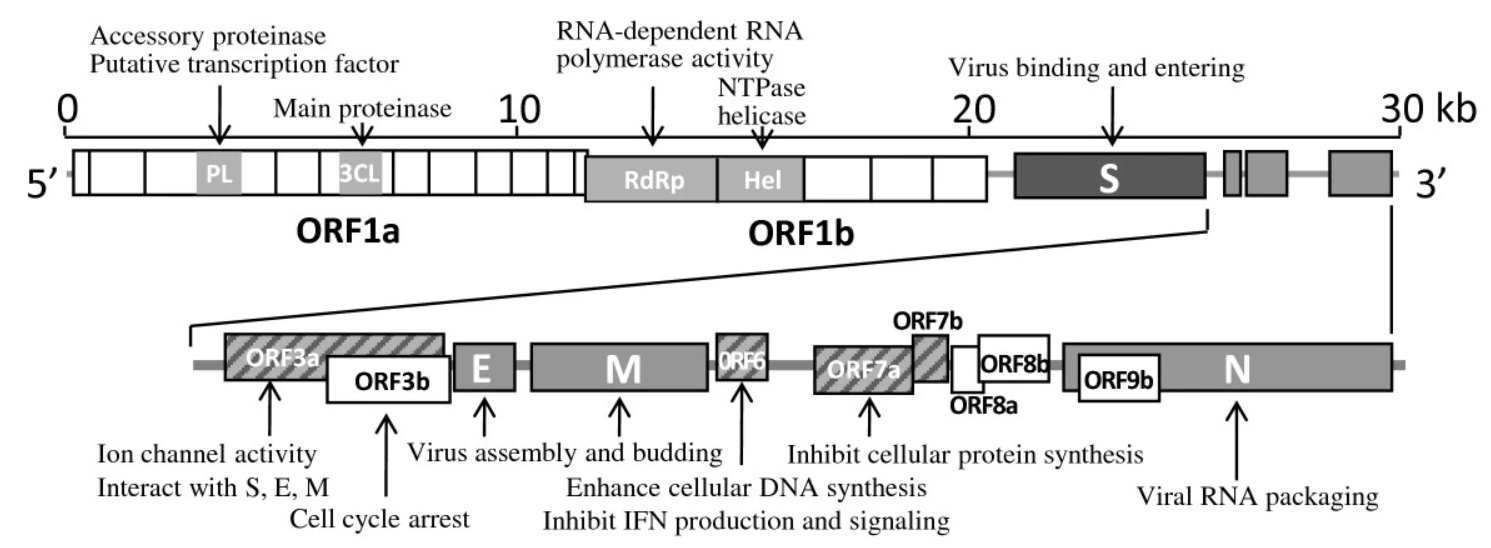 Accessory proteinase
Putative transcription factor
RNA-dependent RNA
polymerase activity
Virus binding and entering
Main proteinase
NTPase
helicase
0
10
20
30 kb
5’
PL
3CL
RdRp
Hel
S
3’
ORF1a
ORF1b
ORF7b
ORF3a
ORF3b
E
M
ORF6
ORF7a
ORF8b
ORF8a
ORF9b
N
Ion channel activity
Interact with S, E, M
Virus assembly and budding
Inhibit cellular protein synthesis
Enhance cellular DNA synthesis
Inhibit IFN production and signaling
Cell cycle arrest
Viral RNA packaging